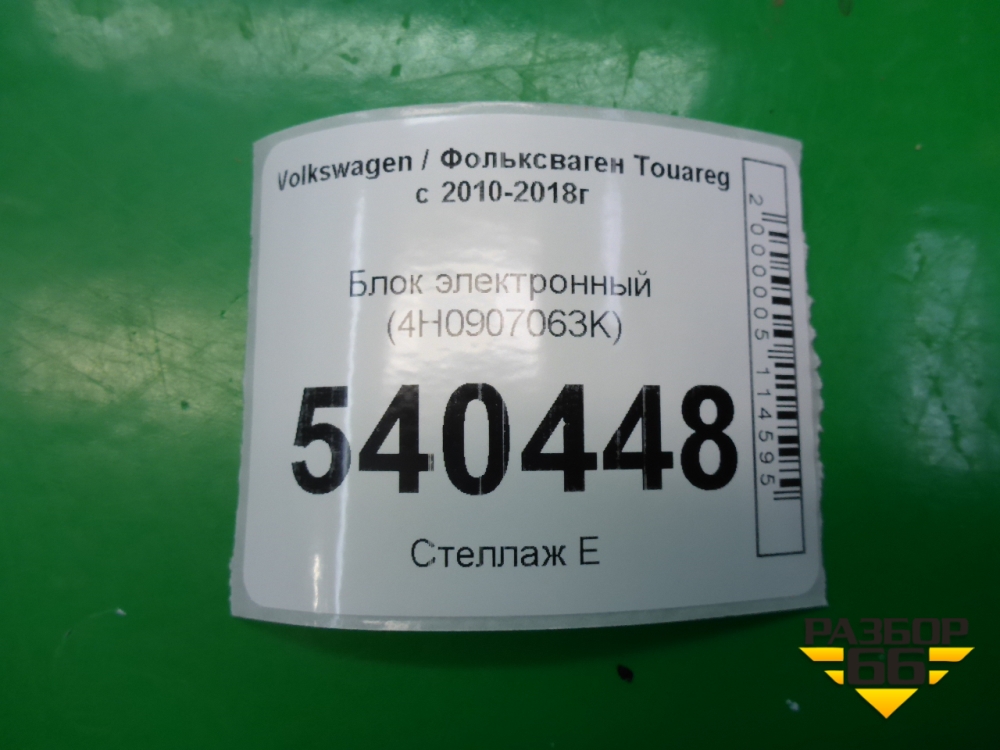 Volkswagen / Фольксваген Touareg
с 2010-2018г
Блок электронный
(4H0907063K)
540448
Стеллаж Е
2000005114595
РАЗБОР
66